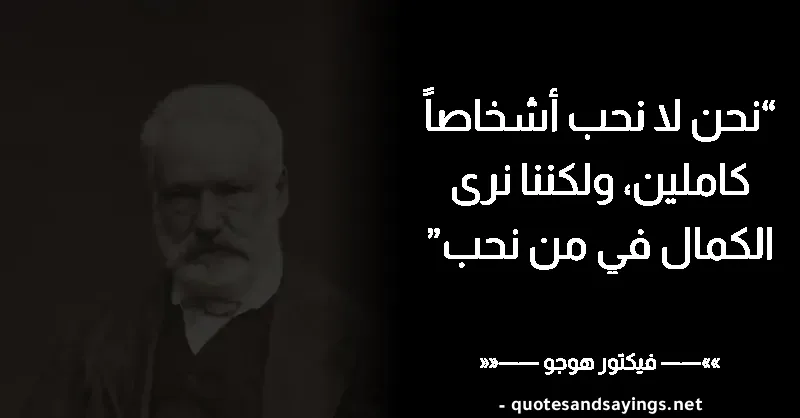 “نحن لا نحب أشخاصاً
كاملين، ولكننا نرى
الكمال في من نحب”
»»—— فيكتور هوجو ——««
- quotesandsayings.net